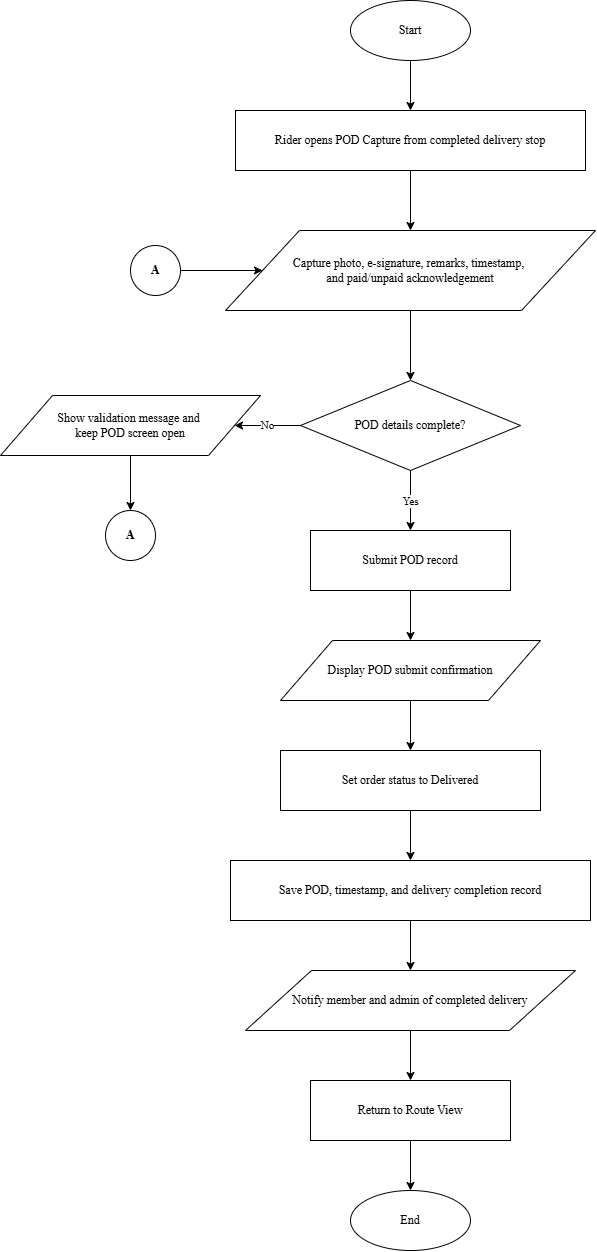 Start
Rider opens POD Capture from completed delivery stop
A
Capture photo, e-signature, remarks, timestamp,
and paid/unpaid acknowledgement
Show validation message and
keep POD screen open
No
POD details complete?
A
Yes
Submit POD record
Display POD submit confirmation
Set order status to Delivered
Save POD, timestamp, and delivery completion record
Notify member and admin of completed delivery
Return to Route View
End